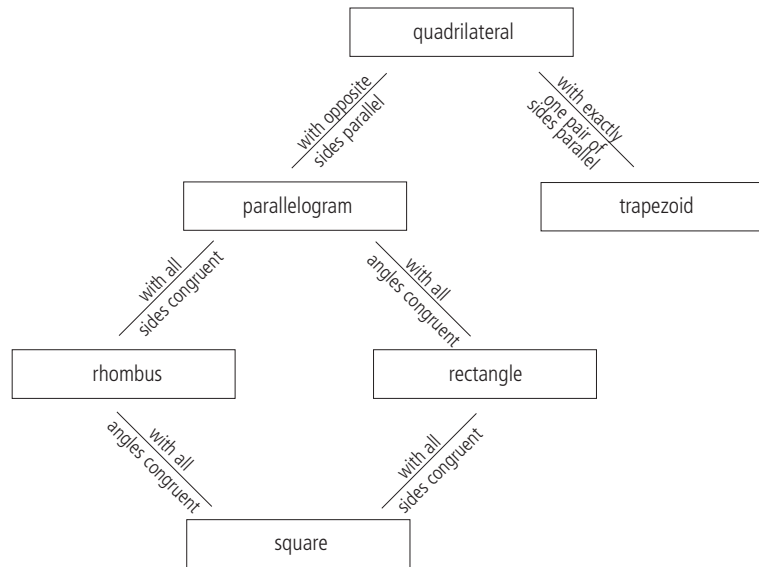 quadrilateral
with opposite
sides parallel
with exactly
one pair of
sides parallel
parallelogram
trapezoid
with all
sides congruent
with all
angles congruent
rhombus
rectangle
with all
angles congruent
with all
sides congruent
square